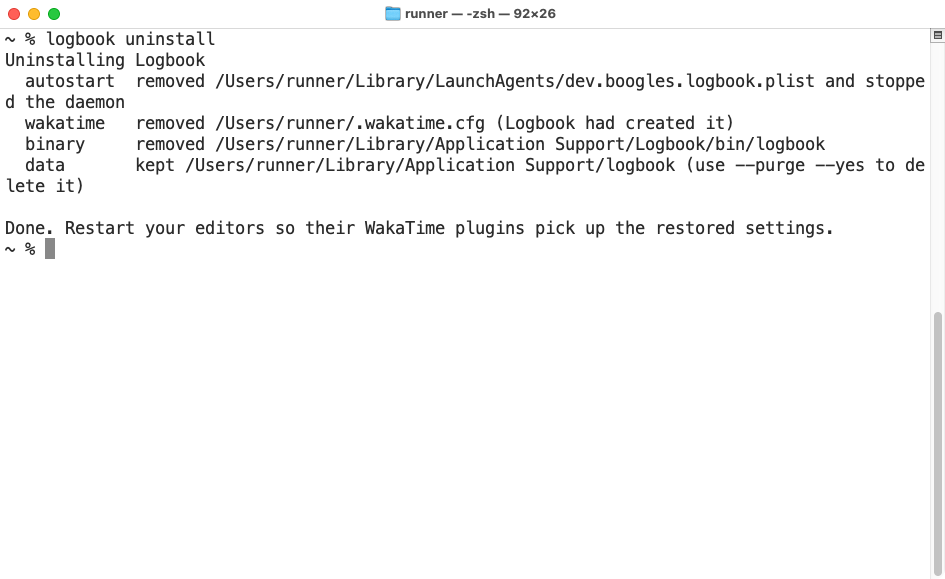 runner — -zsh — 92×26
~ % logbook uninstall
Uninstalling Logbook
  autostart  removed /Users/runner/Library/LaunchAgents/dev.boogles.logbook.plist and stoppe
d the daemon
  wakatime   removed /Users/runner/.wakatime.cfg (Logbook had created it)
  binary     removed /Users/runner/Library/Application Support/Logbook/bin/logbook
  data       kept /Users/runner/Library/Application Support/logbook (use --purge --yes to de
lete it)

Done. Restart your editors so their WakaTime plugins pick up the restored settings.
~ %